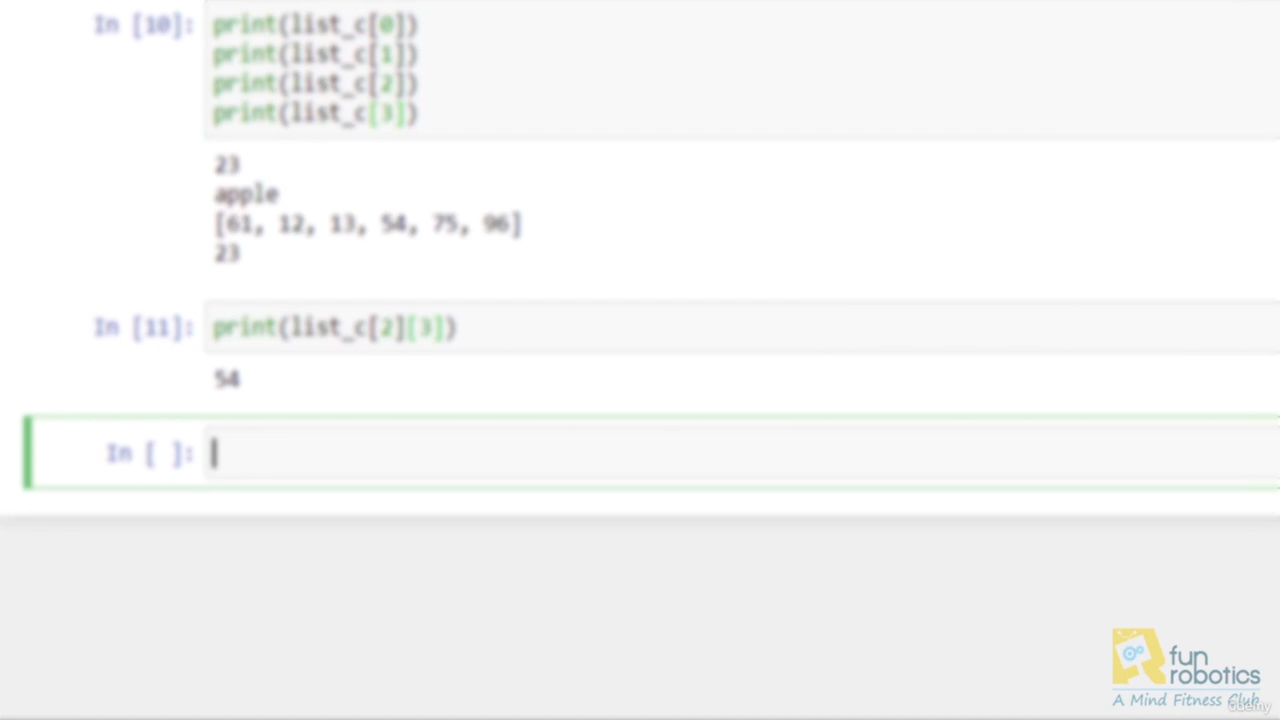 In [10]: print(list_c[0])
print(list_c[1])
print(list_c[2])
print(list_c[3])
23
apple
[61, 12, 13, 54, 75, 96]
23
In [11]: print(list_c[2][3])
54
In [ ]:
fun
robotics
A Mind Fitness Club
udemy